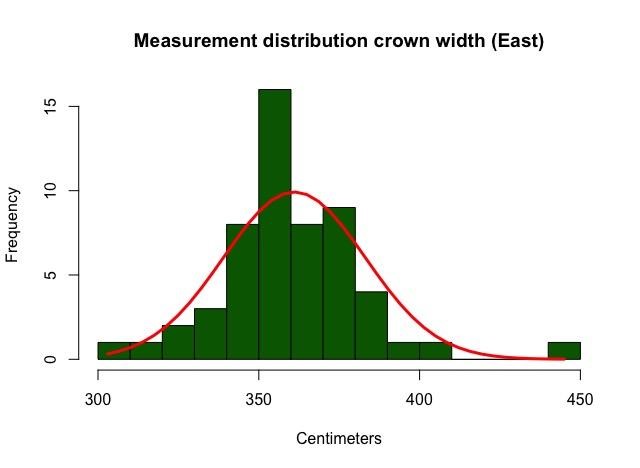 Measurement distribution crown width (East)
15
10
5
0
Frequency
300 350 400 450
Centimeters